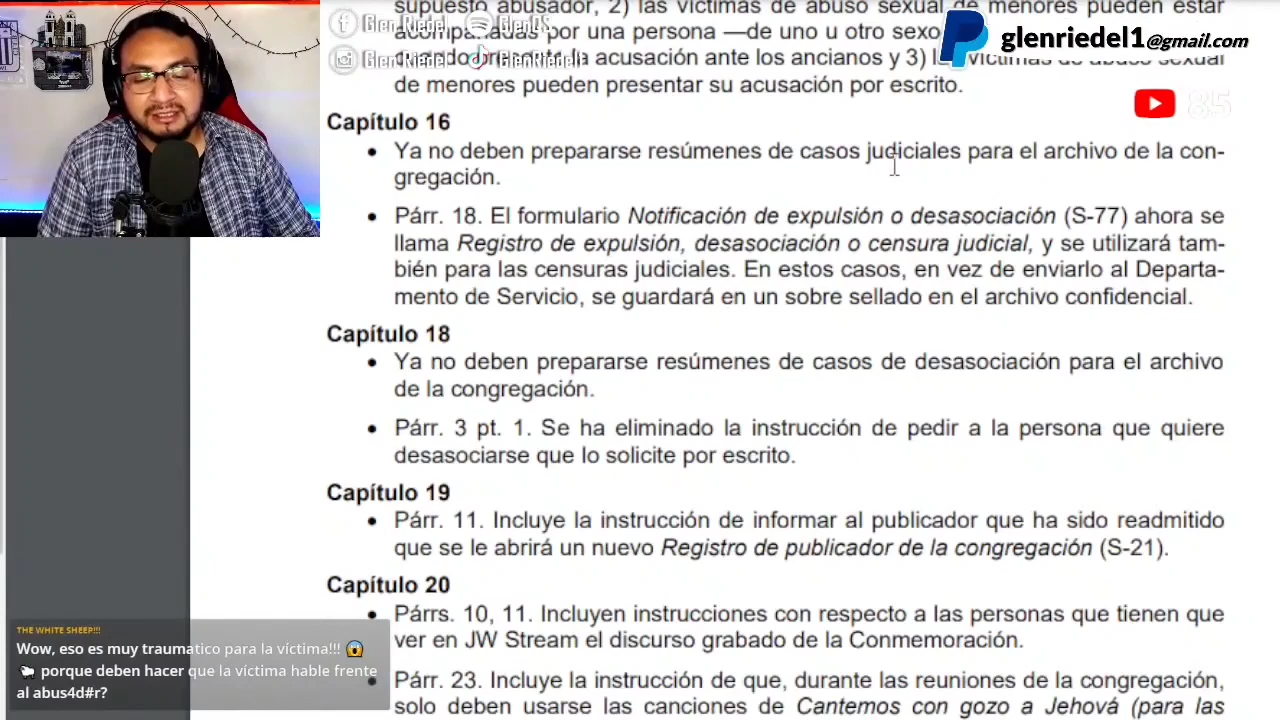 supuesto abusador, 2) las víctimas de abuso sexual de menores pueden estar
por una persona —de uno u otro sexo
acusación ante los ancianos y 3)
de menores pueden presentar su acusación por escrito.
Glen Riedel
GlenDS
Glen Riedel
GlenRiedel1
glenriedel1@gmail.com
85
Capítulo 16
• Ya no deben prepararse resúmenes de casos judiciales para el archivo de la con-
gregación.
• Párr. 18. El formulario Notificación de expulsión o desasociación (S-77) ahora se
llama Registro de expulsión, desasociación o censura judicial, y se utilizará tam-
bién para las censuras judiciales. En estos casos, en vez de enviarlo al Departa-
mento de Servicio, se guardará en un sobre sellado en el archivo confidencial.
Capítulo 18
• Ya no deben prepararse resúmenes de casos de desasociación para el archivo
de la congregación.
• Párr. 3 pt. 1. Se ha eliminado la instrucción de pedir a la persona que quiere
desasociarse que lo solicite por escrito.
Capítulo 19
• Párr. 11. Incluye la instrucción de informar al publicador que ha sido readmitido
que se le abrirá un nuevo Registro de publicador de la congregación (S-21).
Capítulo 20
• Párrs. 10, 11. Incluyen instrucciones con respecto a las personas que tienen que
ver en JW Stream el discurso grabado de la Conmemoración.
• Párr. 23. Incluye la instrucción de que, durante las reuniones de la congregación,
solo deben usarse las canciones de Cantemos con gozo a Jehová (para las
THE WHITE SHEEP!!!
Wow, eso es muy traumatico para la víctima!!! 😱
🐑 porque deben hacer que la víctima hable frente
al abus4d#r?